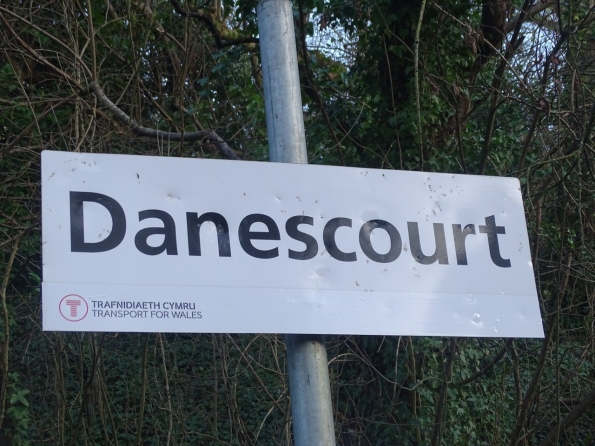 Danescourt
T
TRAFNIDIAETH CYMRU
TRANSPORT FOR WALES